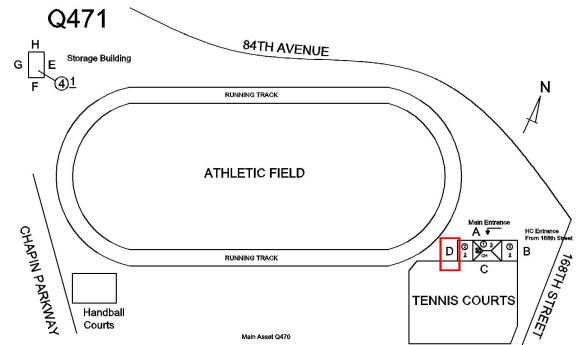 Q471
H
G
E
F
Storage Building
4
1
84TH AVENUE
N
RUNNING TRACK
ATHLETIC FIELD
RUNNING TRACK
Main Entrance
A
HC Entrance
From 168th Street
D
B
C
168TH STREET
CHAPIN PARKWAY
TENNIS COURTS
Handball
Courts
Main Asset Q470